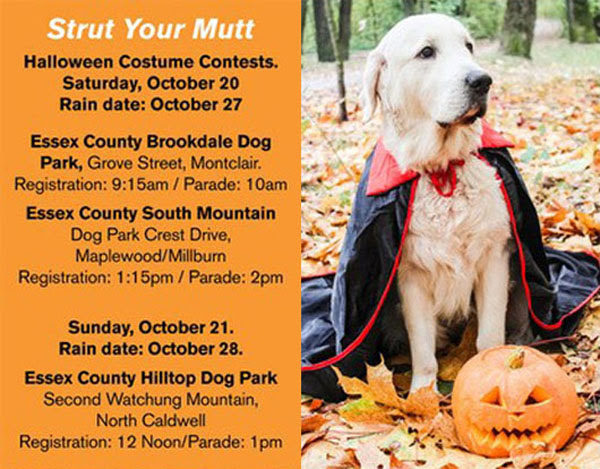 Strut Your Mutt
Halloween Costume Contests.
Saturday, October 20
Rain date: October 27
Essex County Brookdale Dog
Park, Grove Street, Montclair.
Registration: 9:15am / Parade: 10am
Essex County South Mountain
Dog Park Crest Drive,
Maplewood/Millburn
Registration: 1:15pm / Parade: 2pm
Sunday, October 21.
Rain date: October 28.
Essex County Hilltop Dog Park
Second Watchung Mountain,
North Caldwell
Registration: 12 Noon/Parade: 1pm